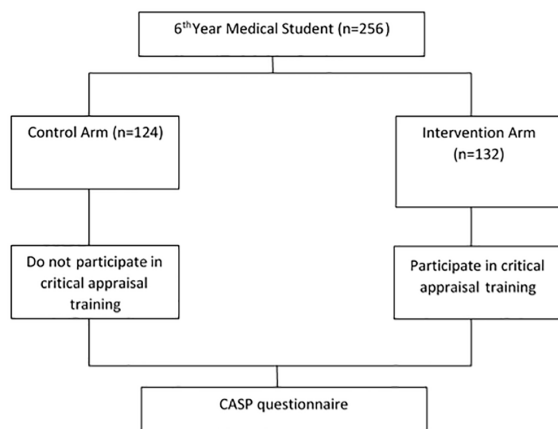 6thYear Medical Student (n=256)
Control Arm (n=124)
Intervention Arm
(n=132)
Do not participate in
critical appraisal
training
Participate in critical
appraisal training
CASP questionnaire